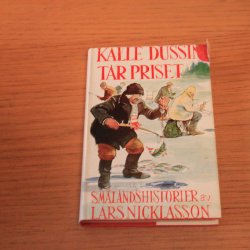 KALLE DUSSIN
TAR PRISET
SMÅLANDSHISTORIER av
LARS NICKLASSON